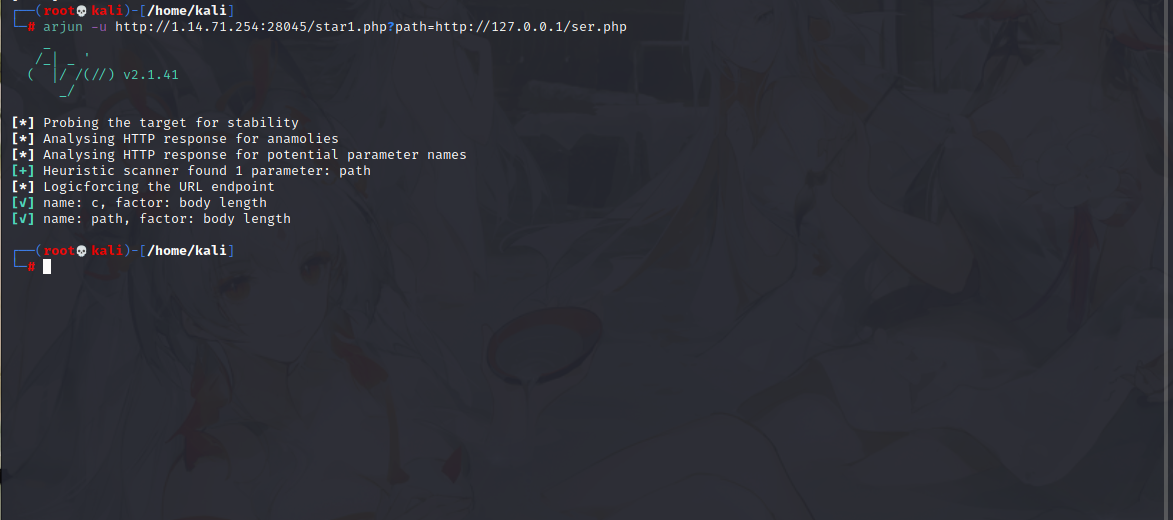 ┌──(root💀kali)-[/home/kali]
└─# arjun -u http://1.14.71.254:28045/star1.php?path=http://127.0.0.1/ser.php
    _
   /_| _ '
  (  |/ /(//) v2.1.41
      _/
[*] Probing the target for stability
[*] Analysing HTTP response for anamolies
[*] Analysing HTTP response for potential parameter names
[+] Heuristic scanner found 1 parameter: path
[*] Logicforcing the URL endpoint
[✓] name: c, factor: body length
[✓] name: path, factor: body length
┌──(root💀kali)-[/home/kali]
└─#